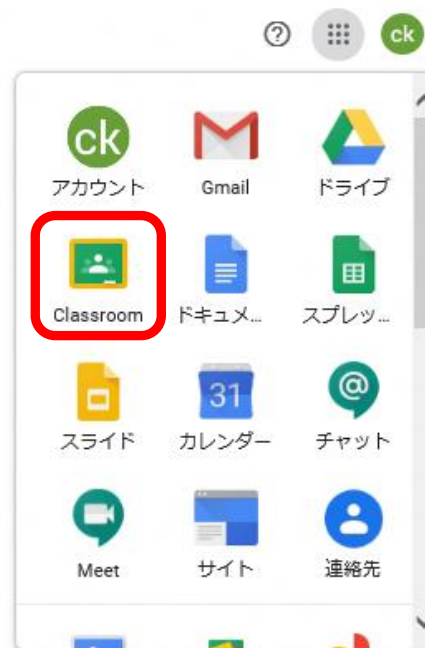 ck
ck
アカウント
Gmail
ドライブ
Classroom
ドキュメ...
スプレッ...
スライド
31
カレンダー
@
チャット
Meet
サイト
連絡先